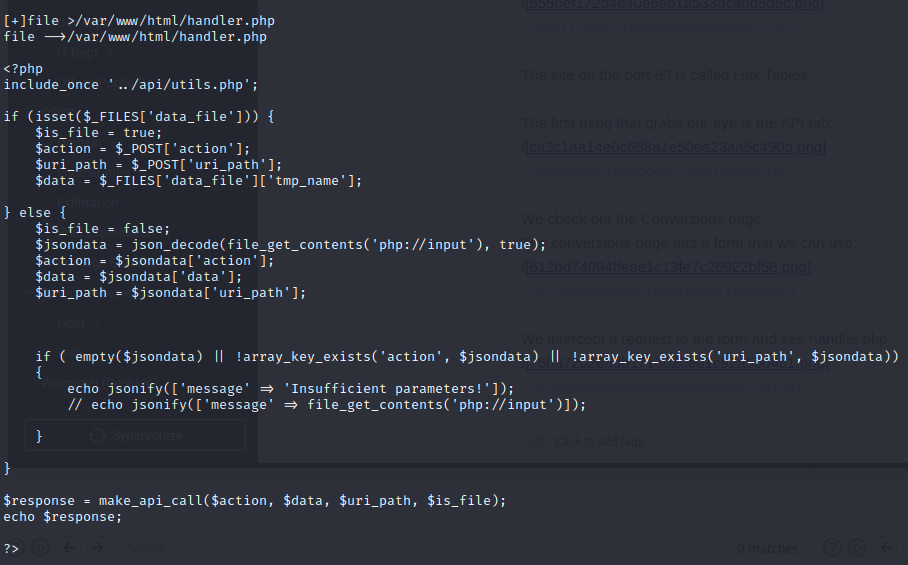 [+]file >/var/www/html/handler.php
file -->/var/www/html/handler.php
<?php
include_once '../api/utils.php';
if (isset($_FILES['data_file'])) {
    $is_file = true;
    $action = $_POST['action'];
    $uri_path = $_POST['uri_path'];
    $data = $_FILES['data_file']['tmp_name'];
} else {
    $is_file = false;
    $jsondata = json_decode(file_get_contents('php://input'), true);
    $action = $jsondata['action'];
    $data = $jsondata['data'];
    $uri_path = $jsondata['uri_path'];
    if ( empty($jsondata) || !array_key_exists('action', $jsondata) || !array_key_exists('uri_path', $jsondata))
    {
        echo jsonify(['message' => 'Insufficient parameters!']);
        // echo jsonify(['message' => file_get_contents('php://input')]);
    }
}
$response = make_api_call($action, $data, $uri_path, $is_file);
echo $response;
?>
The site on the port 80 is called Hax Tables.
The first thing that grabs our eye is the API tab:
We check out the Conversions page.
conversions page has a form that we can use:
We intercept a request to the form and see handler.php:
Host
Synchronize
Click to add tags...
Search...
0 matches